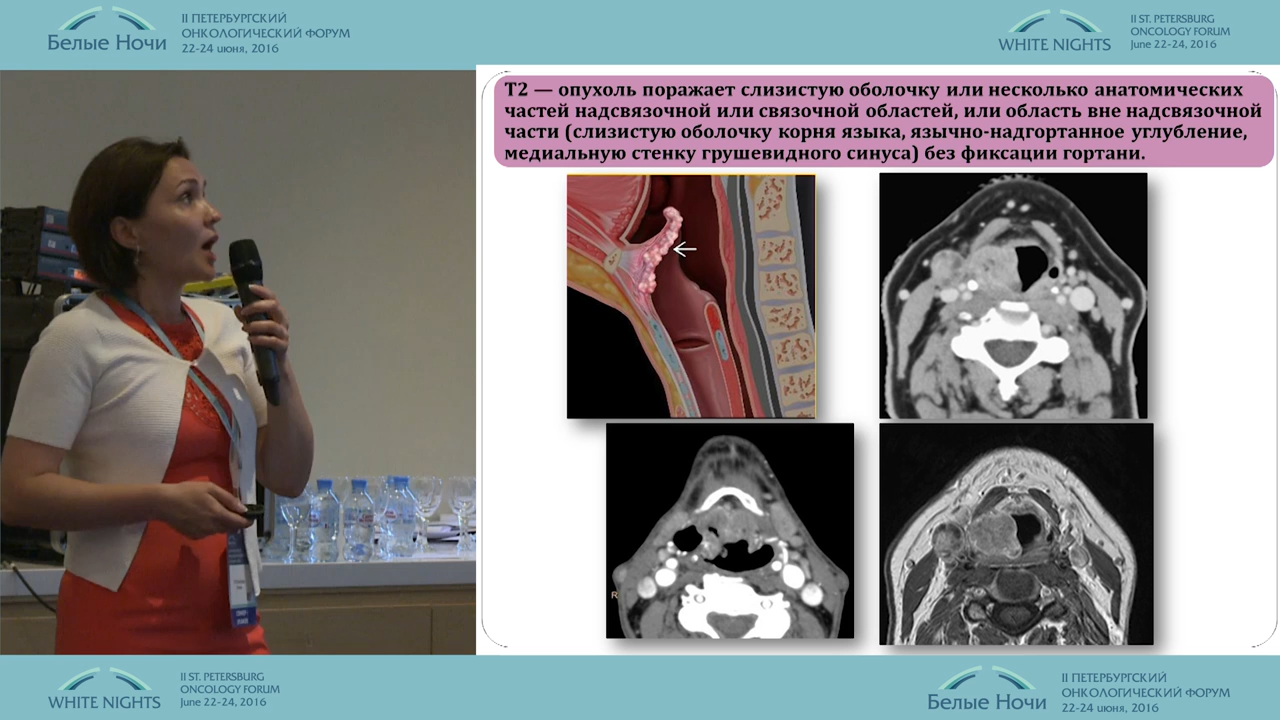 Белые Ночи
II ПЕТЕРБУРГСКИЙ
ОНКОЛОГИЧЕСКИЙ ФОРУМ
22-24 июня, 2016
WHITE NIGHTS
II ST. PETERSBURG
ONCOLOGY FORUM
June 22-24, 2016
Т2 — опухоль поражает слизистую оболочку или несколько анатомических
частей надсвязочной или связочной областей, или область вне надсвязочной
части (слизистую оболочку корня языка, язычно-надгортанное углубление,
медиальную стенку грушевидного синуса) без фиксации гортани.
R
WHITE NIGHTS
II ST. PETERSBURG
ONCOLOGY FORUM
June 22-24, 2016
Белые Ночи
II ПЕТЕРБУРГСКИЙ
ОНКОЛОГИЧЕСКИЙ ФОРУМ
22-24 июня, 2016